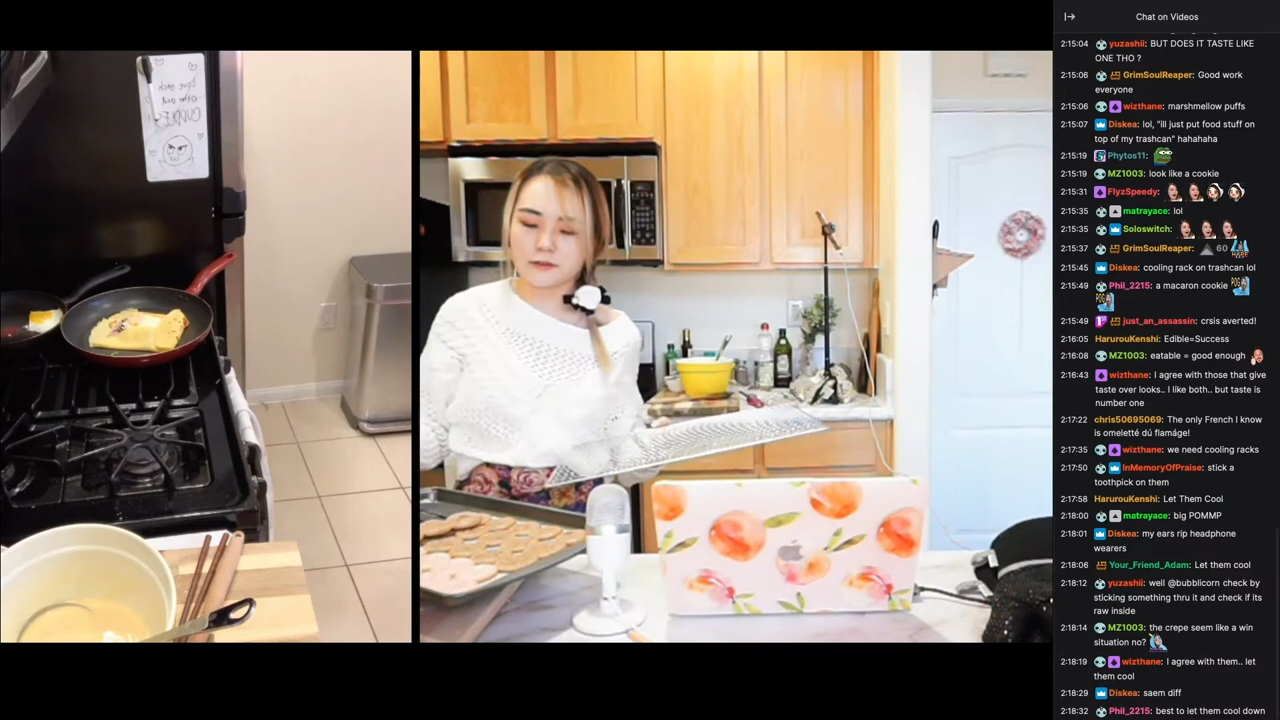 Chat on Videos
2:15:04 yuzashii: BUT DOES IT TASTE LIKE
ONE THO ?
2:15:06 GrimSoulReaper: Good work
everyone
2:15:06 wizthane: marshmellow puffs
2:15:07 Diskea: lol, "ill just put food stuff on
top of my trashcan" hahahaha
2:15:19 Phytos11:
2:15:19 MZ1003: look like a cookie
2:15:31 FlyzSpeedy:
2:15:35 matrayace: lol
2:15:35 Soloswitch:
2:15:37 GrimSoulReaper: 60
2:15:45 Diskea: cooling rack on trashcan lol
2:15:49 Phil_2215: a macaron cookie
2:15:49 just_an_assassin: crsis averted!
2:16:05 HarurouKenshi: Edible=Success
2:16:08 MZ1003: eatable = good enough
2:16:43 wizthane: I agree with those that give
taste over looks.. I like both.. but taste is
number one
2:17:22 chris50695069: The only French I know
is omeletté dú flamáge!
2:17:35 wizthane: we need cooling racks
2:17:50 InMemoryOfPraise: stick a
toothpick on them
2:17:58 HarurouKenshi: Let Them Cool
2:18:00 matrayace: big POMMP
2:18:01 Diskea: my ears rip headphone
wearers
2:18:06 Your_Friend_Adam: Let them cool
2:18:12 yuzashii: well @bubblicorn check by
sticking something thru it and check if its
raw inside
2:18:14 MZ1003: the crepe seem like a win
situation no?
2:18:19 wizthane: I agree with them.. let
them cool
2:18:29 Diskea: saem diff
2:18:32 Phil_2215: best to let them cool down